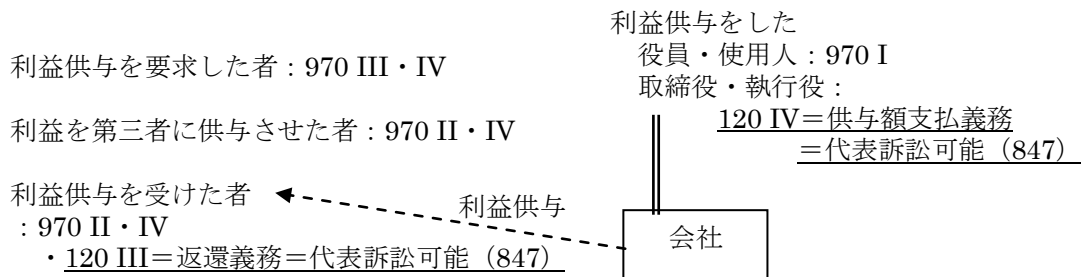 利益供与をした
役員・使用人：970 I
取締役・執行役：
120 IV＝供与額支払義務
＝代表訴訟可能（847）
利益供与を要求した者：970 III・IV
利益を第三者に供与させた者：970 II・IV
利益供与を受けた者
：970 II・IV
・120 III＝返還義務＝代表訴訟可能（847）
利益供与
会社